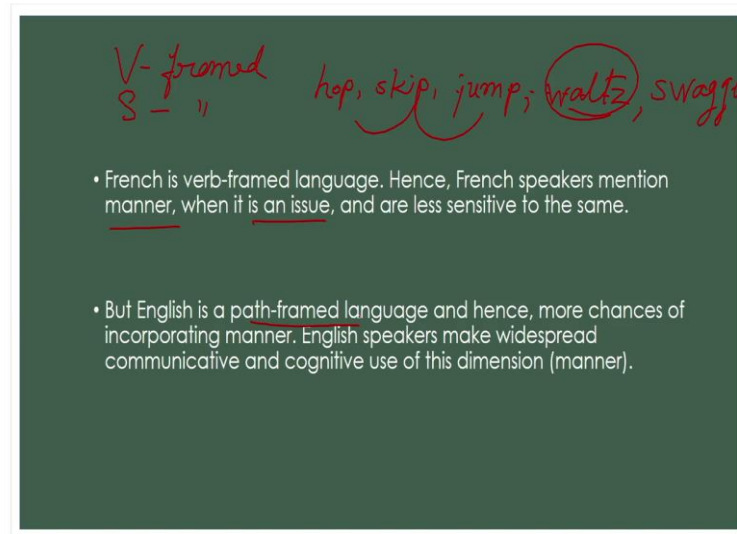 V- framed
S - "
hop, skip, jump; waltz, swagg
• French is verb-framed language. Hence, French speakers mention
manner, when it is an issue, and are less sensitive to the same.
• But English is a path-framed language and hence, more chances of
incorporating manner. English speakers make widespread
communicative and cognitive use of this dimension (manner).